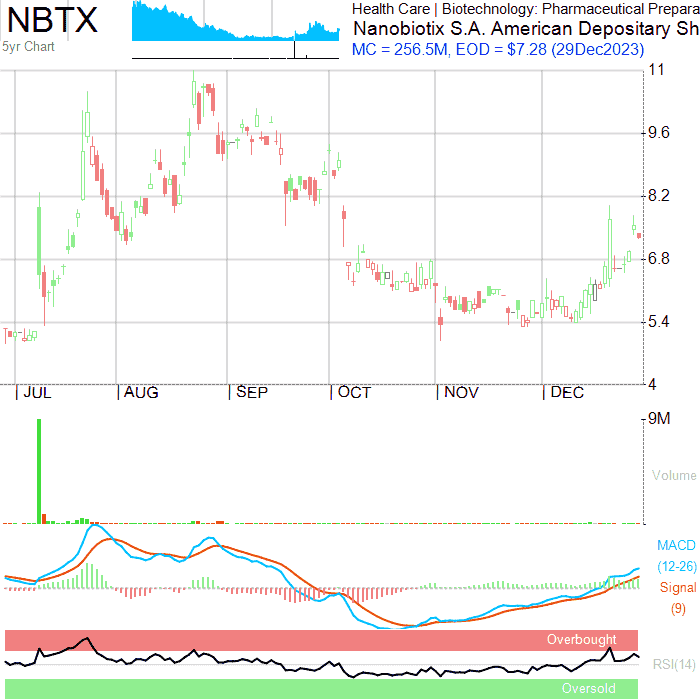 NBTX
5yr Chart
Health Care | Biotechnology: Pharmaceutical Prepara
Nanobiotix S.A. American Depositary Sh
MC = 256.5M, EOD = $7.28 (29Dec2023)
11
9.6
8.2
6.8
5.4
4
| JUL | AUG | SEP | OCT | NOV | DEC
9M
Volume
MACD
(12-26)
Signal
(9)
Overbought
RSI(14)
Oversold